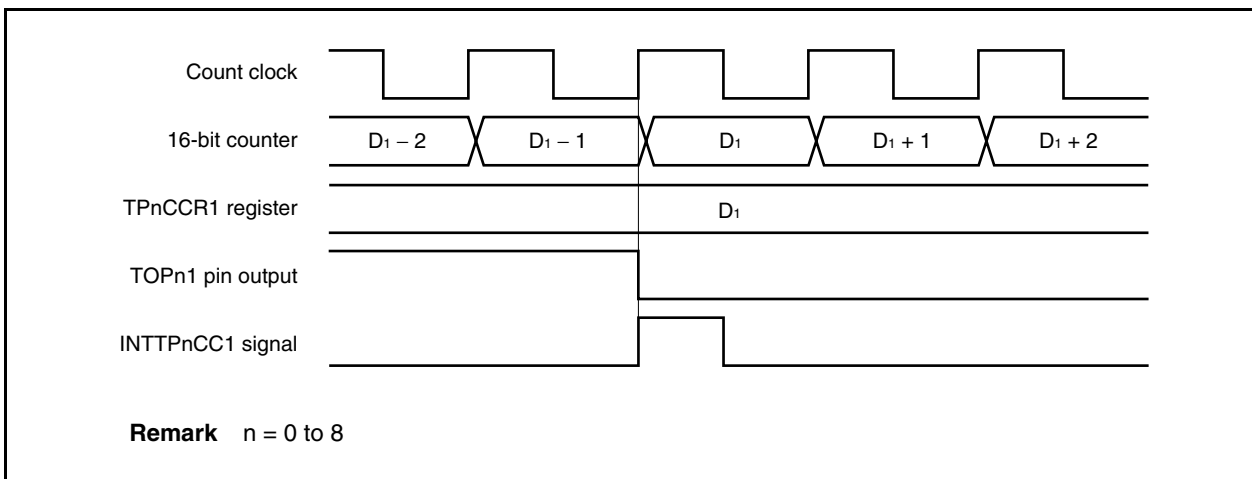 Count clock
16-bit counter D₁ – 2 D₁ – 1 D₁ D₁ + 1 D₁ + 2
TPnCCR1 register D₁
TOPn1 pin output
INTTPnCC1 signal
Remark n = 0 to 8